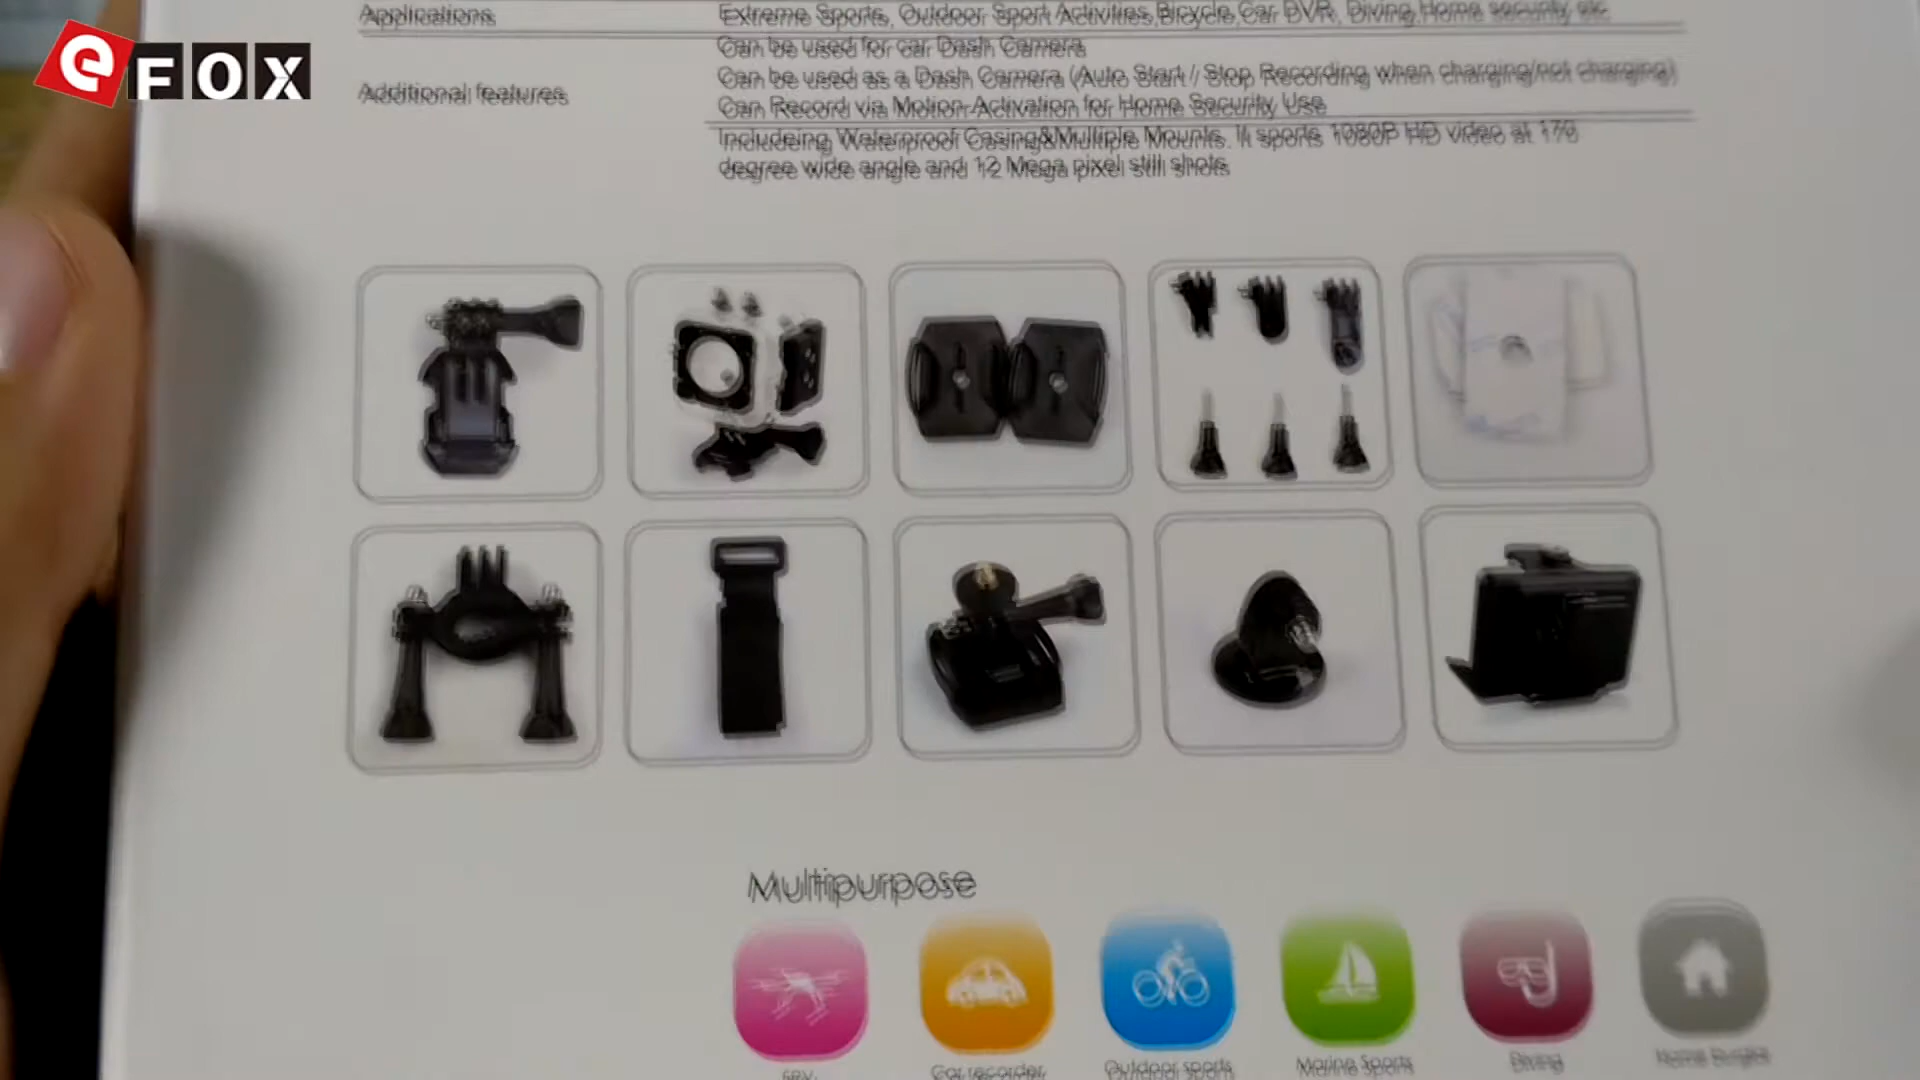 eFOX
Applications Extreme Sports, Outdoor Sport Activities,Bicycle,Car DVR, Diving,Home security etc
Can be used for car Dash Camera
Additional features Can be used as a Dash Camera (Auto Start / Stop Recording when charging/not charging)
Can Record via Motion-Activation for Home Security Use
Includeing Waterproof Casing&Multiple Mounts. It sports 1080P HD video at 170
degree wide angle and 12 Mega pixel still shots
Multipurpose
FPV Car recorder Outdoor sports Marine Sports Diving Home